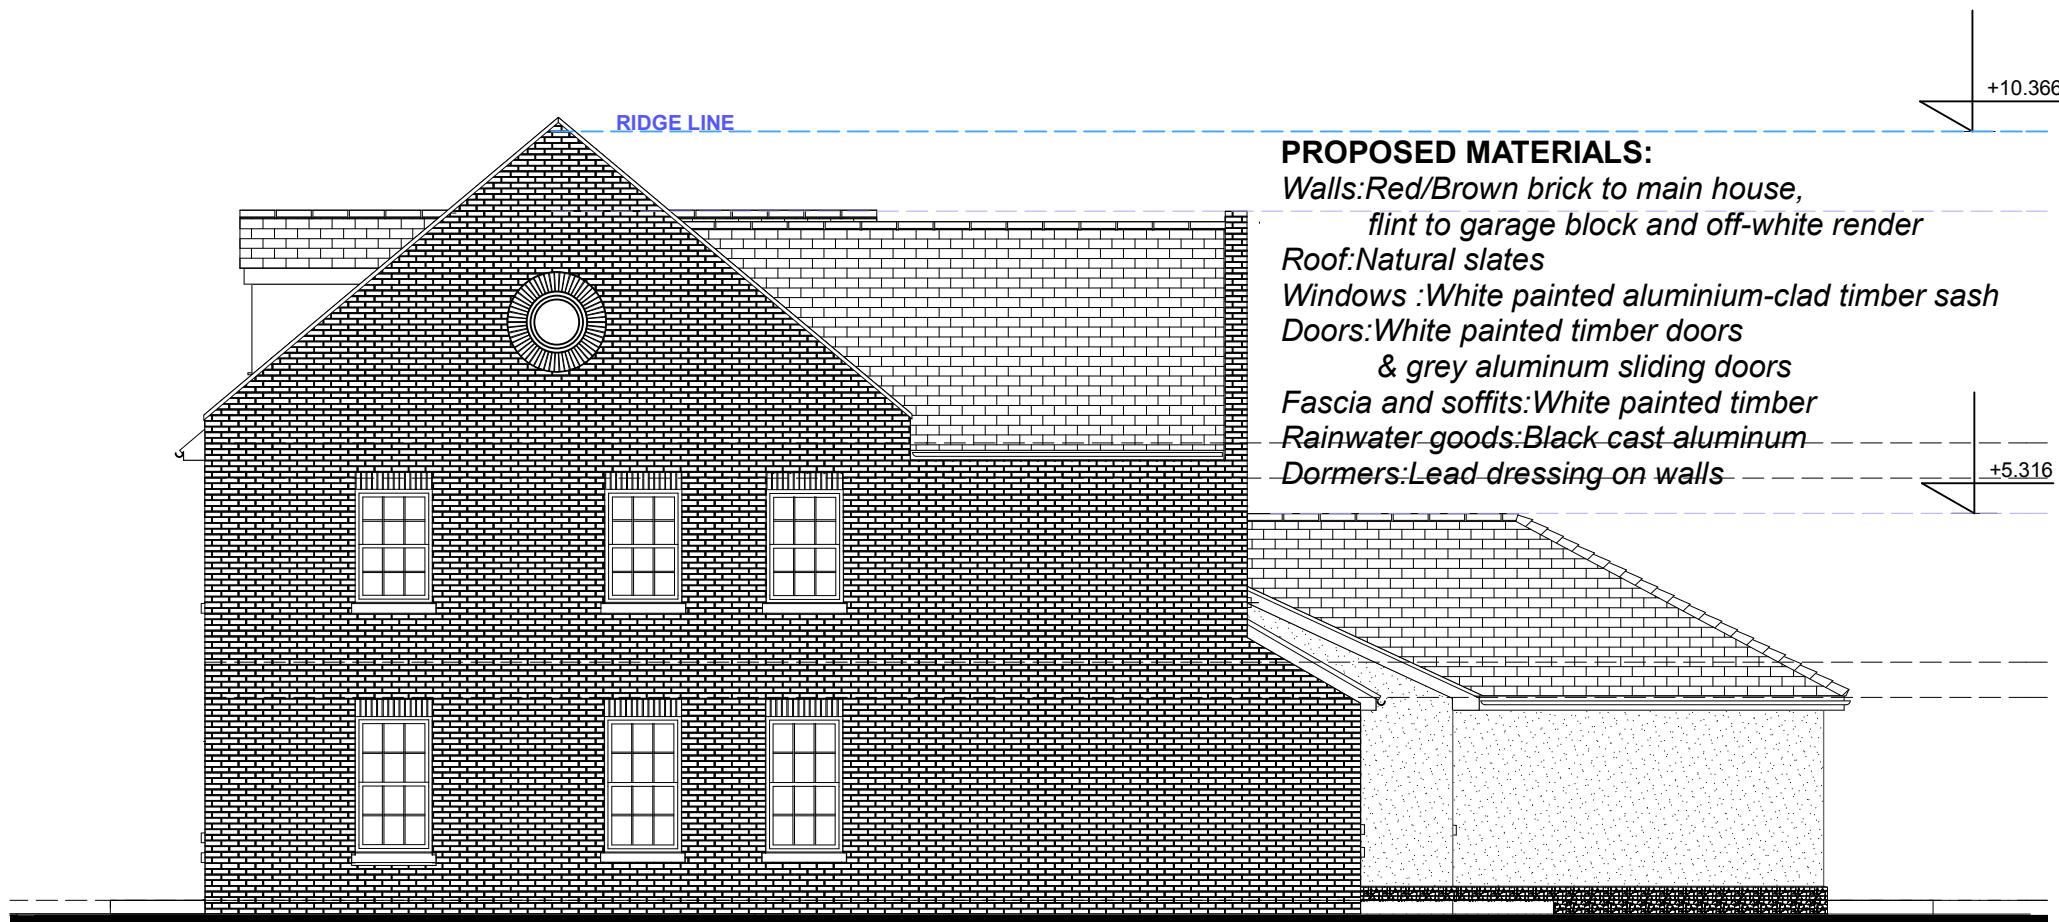 +10.366
RIDGE LINE
PROPOSED MATERIALS:
Walls:Red/Brown brick to main house,
flint to garage block and off-white render
Roof:Natural slates
Windows :White painted aluminium-clad timber sash
Doors:White painted timber doors
& grey aluminum sliding doors
Fascia and soffits:White painted timber
Rainwater goods:Black cast aluminum
Dormers:Lead dressing on walls
+5.316